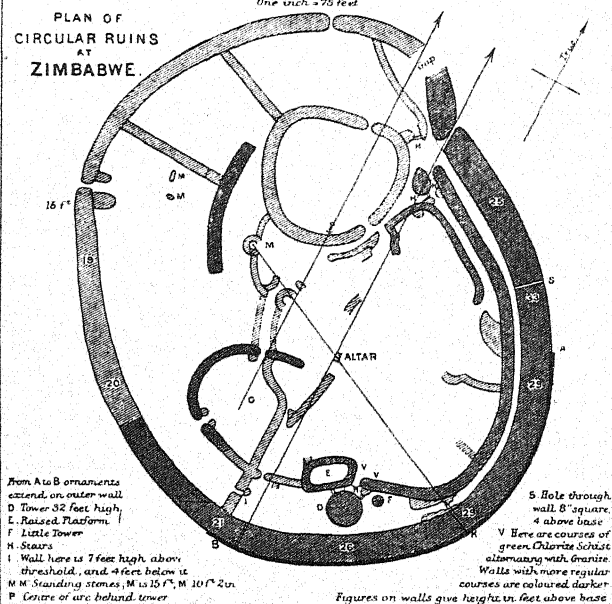 One inch = 75 feet
PLAN OF
CIRCULAR RUINS
AT
ZIMBABWE.
True
H
M
M
15 ft
25
M
19
S
33
A
ALTAR
23
20
G
V
E
V
D
F
21
B
26
23
K
From A to B ornaments
extend on outer wall
D Tower 32 feet high
E Raised Platform
F Little Tower
H Stairs
I Wall here is 7 feet high above
threshold, and 4 feet below it
M M' Standing stones, M is 15 ft, M 10 ft 2 in
P Centre of arc behind tower
S Hole through
wall 8" square,
4 above base
V Here are courses of
green Chlorite Schist
alternating with Granite.
Walls with more regular
courses are coloured darker.
Figures on walls give height in feet above base